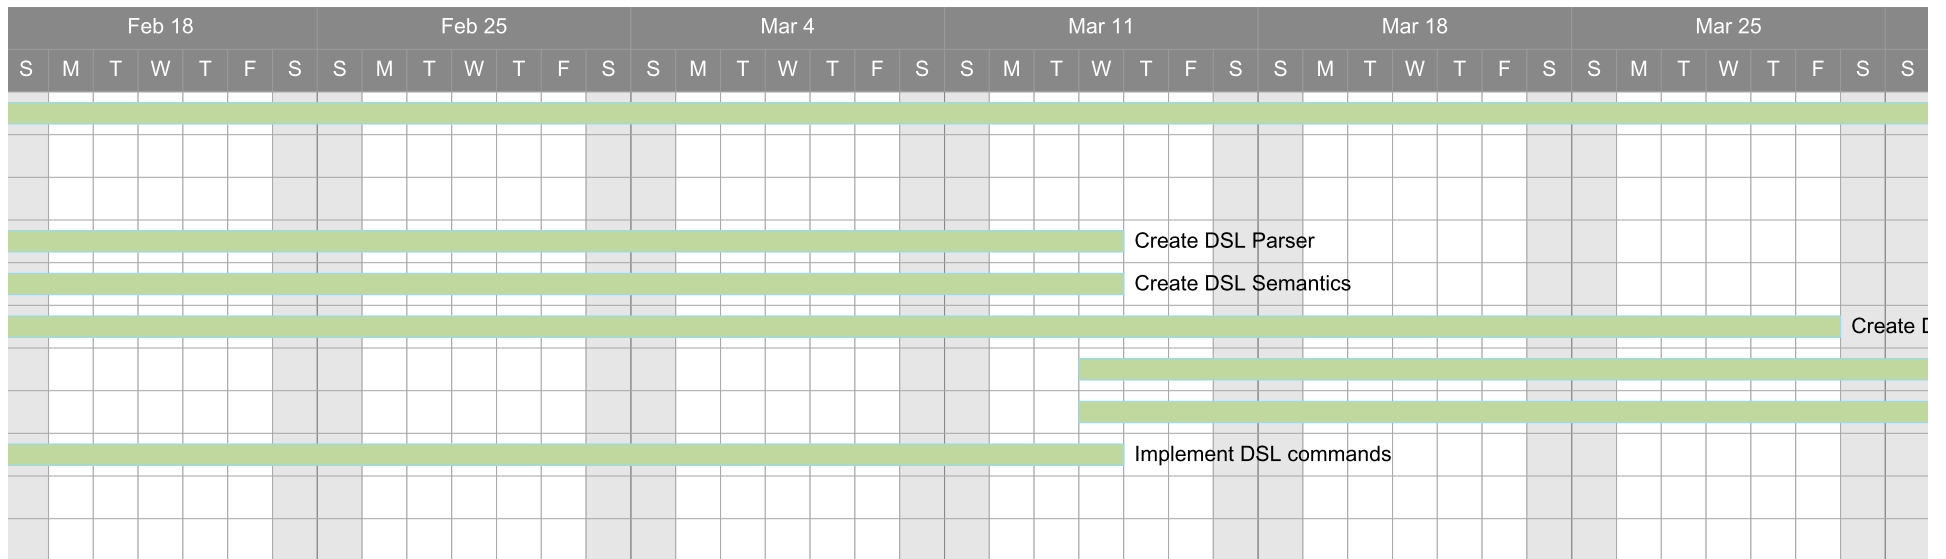 Feb 18 Feb 25 Mar 4 Mar 11 Mar 18 Mar 25
S M T W T F S S M T W T F S S M T W T F S S M T W T F S S M T W T F S S M T W T F S S
Create DSL Parser
Create DSL Semantics
Create D
Implement DSL commands